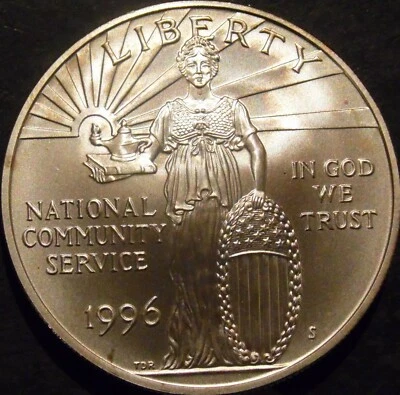 LIBERTY
IN GOD
WE
TRUST
NATIONAL
COMMUNITY
SERVICE
1996
S
TDR